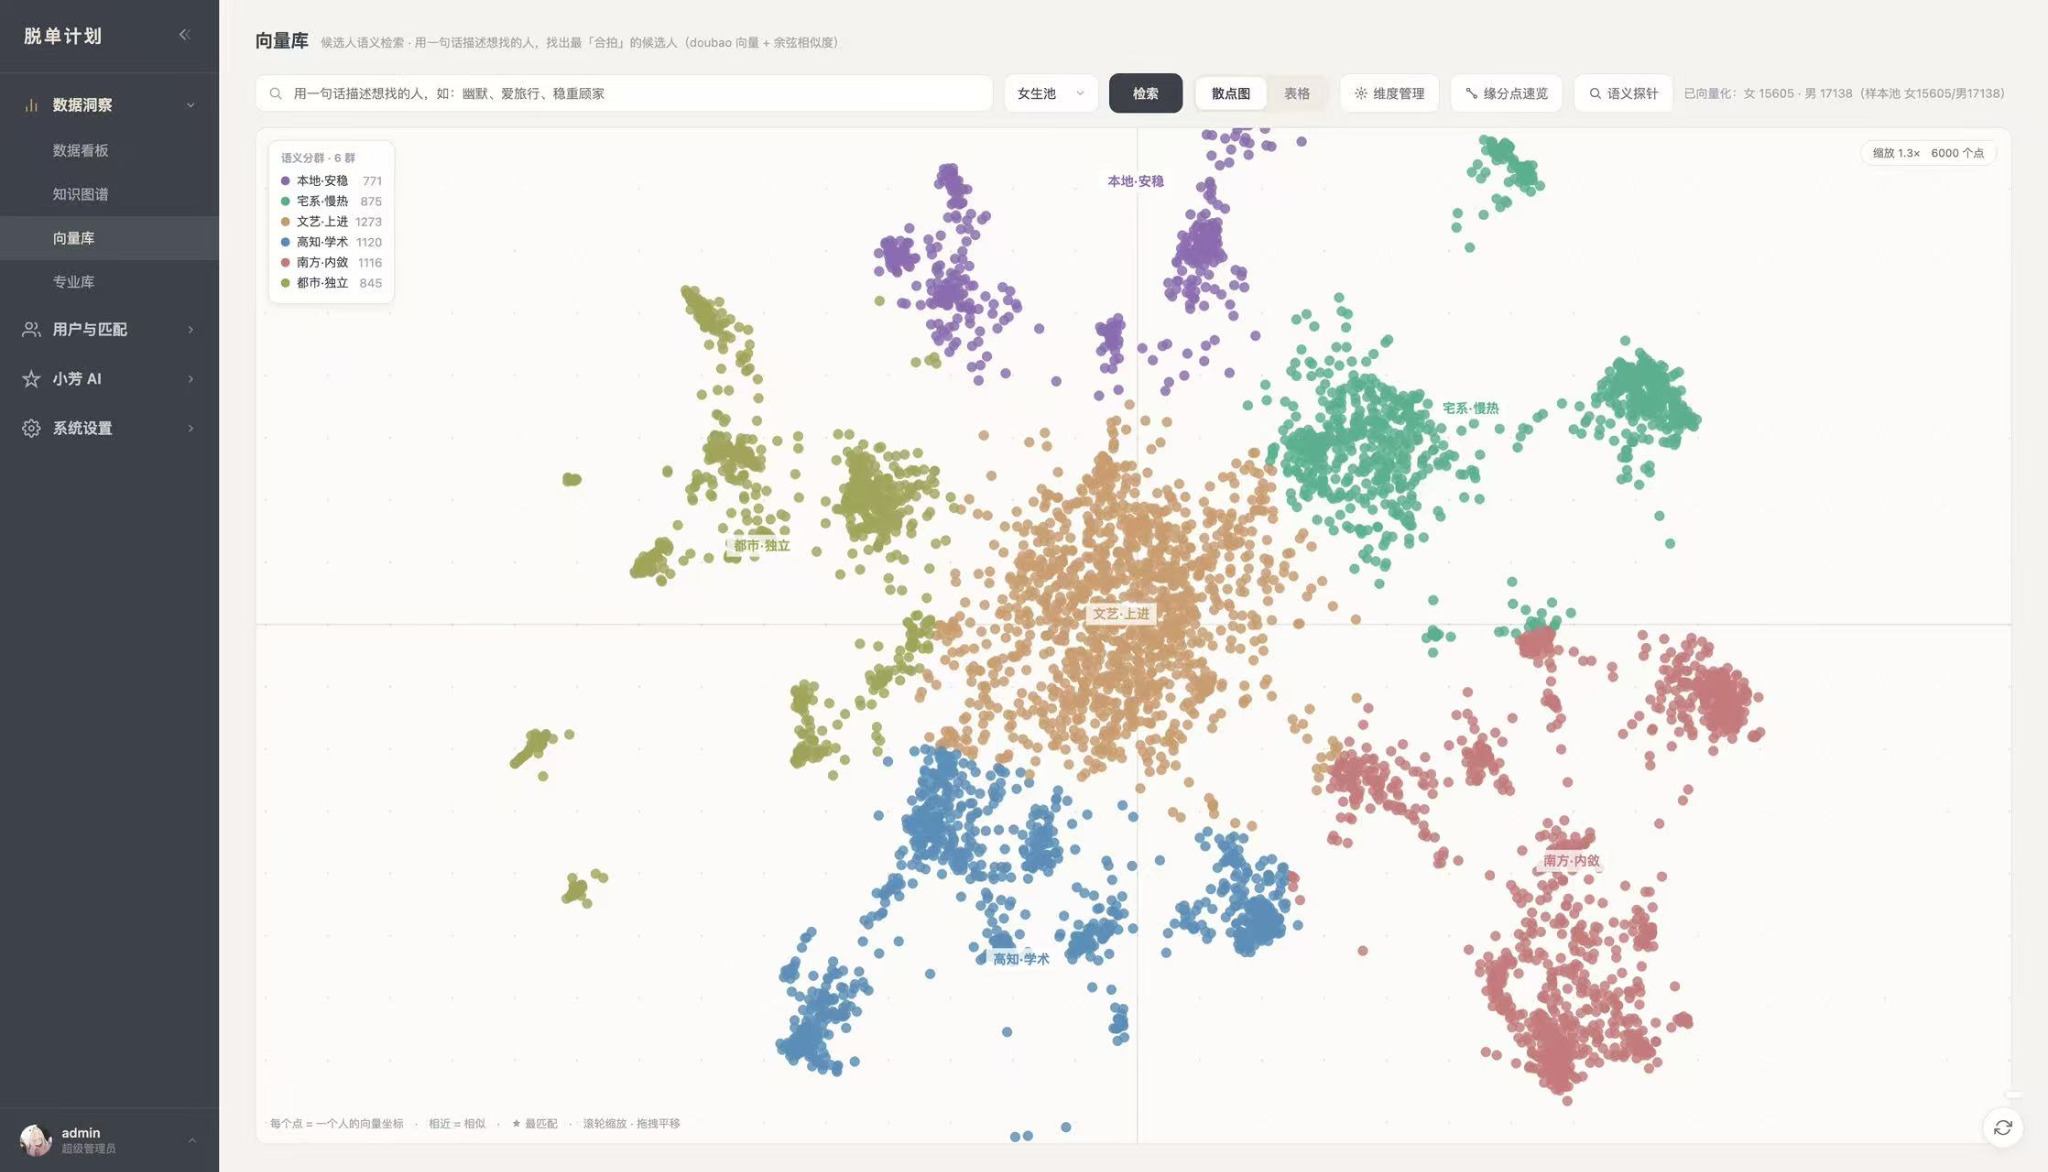 脱单计划
数据洞察
数据看板
知识图谱
向量库
专业库
用户与匹配
小芳 AI
系统设置
admin
超级管理员
向量库 候选人语义检索 · 用一句话描述想找的人，找出最「合拍」的候选人（doubao 向量 + 余弦相似度）
用一句话描述想找的人，如：幽默、爱旅行、稳重顾家 女生池 检索 散点图 表格 维度管理 缘分点速览 语义探针 已向量化：女 15605 · 男 17138（样本池 女15605/男17138）
语义分群 · 6 群
本地·安稳 771
宅系·慢热 875
文艺·上进 1273
高知·学术 1120
南方·内敛 1116
都市·独立 845
缩放 1.3× 6000 个点
本地·安稳
宅系·慢热
都市·独立
文艺·上进
南方·内敛
高知·学术
每个点 = 一个人的向量坐标 · 相近 = 相似 · ★ 最匹配 · 滚轮缩放 · 拖拽平移